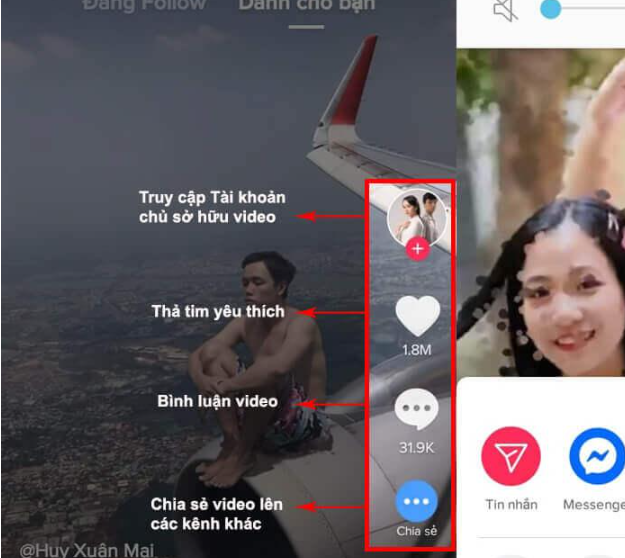 Đang Follow Dành cho bạn
Truy cập Tài khoản
chủ sở hữu video
Thả tim yêu thích
1.8M
Bình luận video
31.9K
Chia sẻ video lên
các kênh khác
Chia sẻ
@Huy Xuân Mai
Tin nhắn Messenge